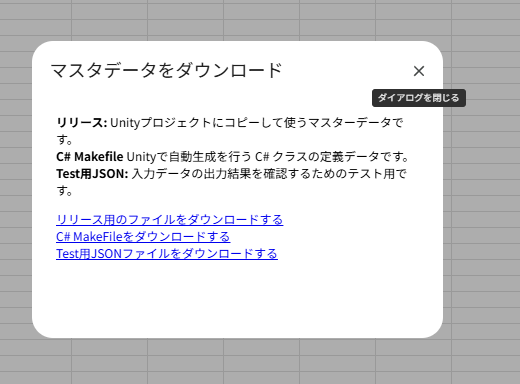 マスタデータをダウンロード
ダイアログを閉じる
リリース: Unityプロジェクトにコピーして使うマスターデータで
す。
C# Makefile Unityで自動生成を行う C# クラスの定義データです。
Test用JSON: 入力データの出力結果を確認するためのテスト用で
す。
リリース用のファイルをダウンロードする
C# MakeFileをダウンロードする
Test用JSONファイルをダウンロードする